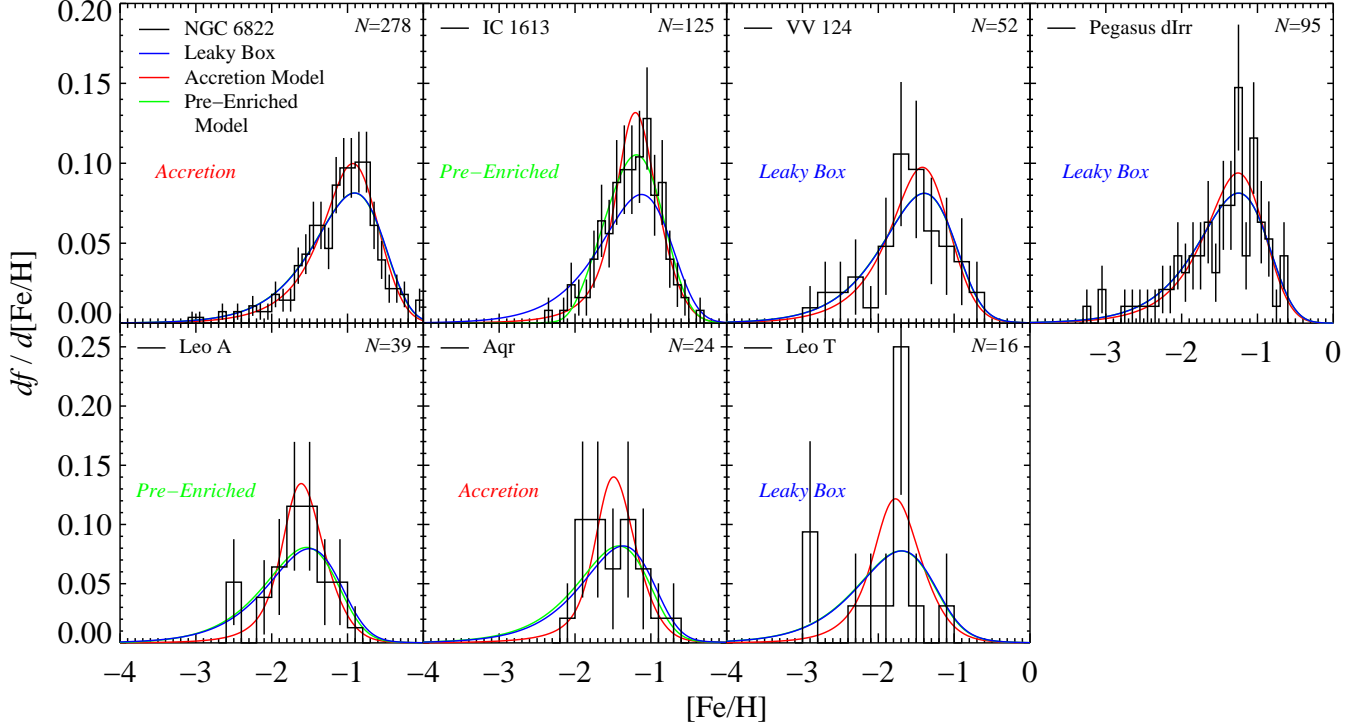 NGC 6822
N=278
Leaky Box
Accretion Model
Pre−Enriched
Model
Accretion
IC 1613
N=125
Pre−Enriched
VV 124
N=52
Leaky Box
Pegasus dIrr
N=95
Leaky Box
0.20
0.15
0.10
0.05
0.00
−3 −2 −1 0
df / d[Fe/H]
Leo A
N=39
Pre−Enriched
Aqr
N=24
Accretion
Leo T
N=16
Leaky Box
0.25
0.20
0.15
0.10
0.05
0.00
−4 −3 −2 −1 −4 −3 −2 −1 −4 −3 −2 −1 0
[Fe/H]